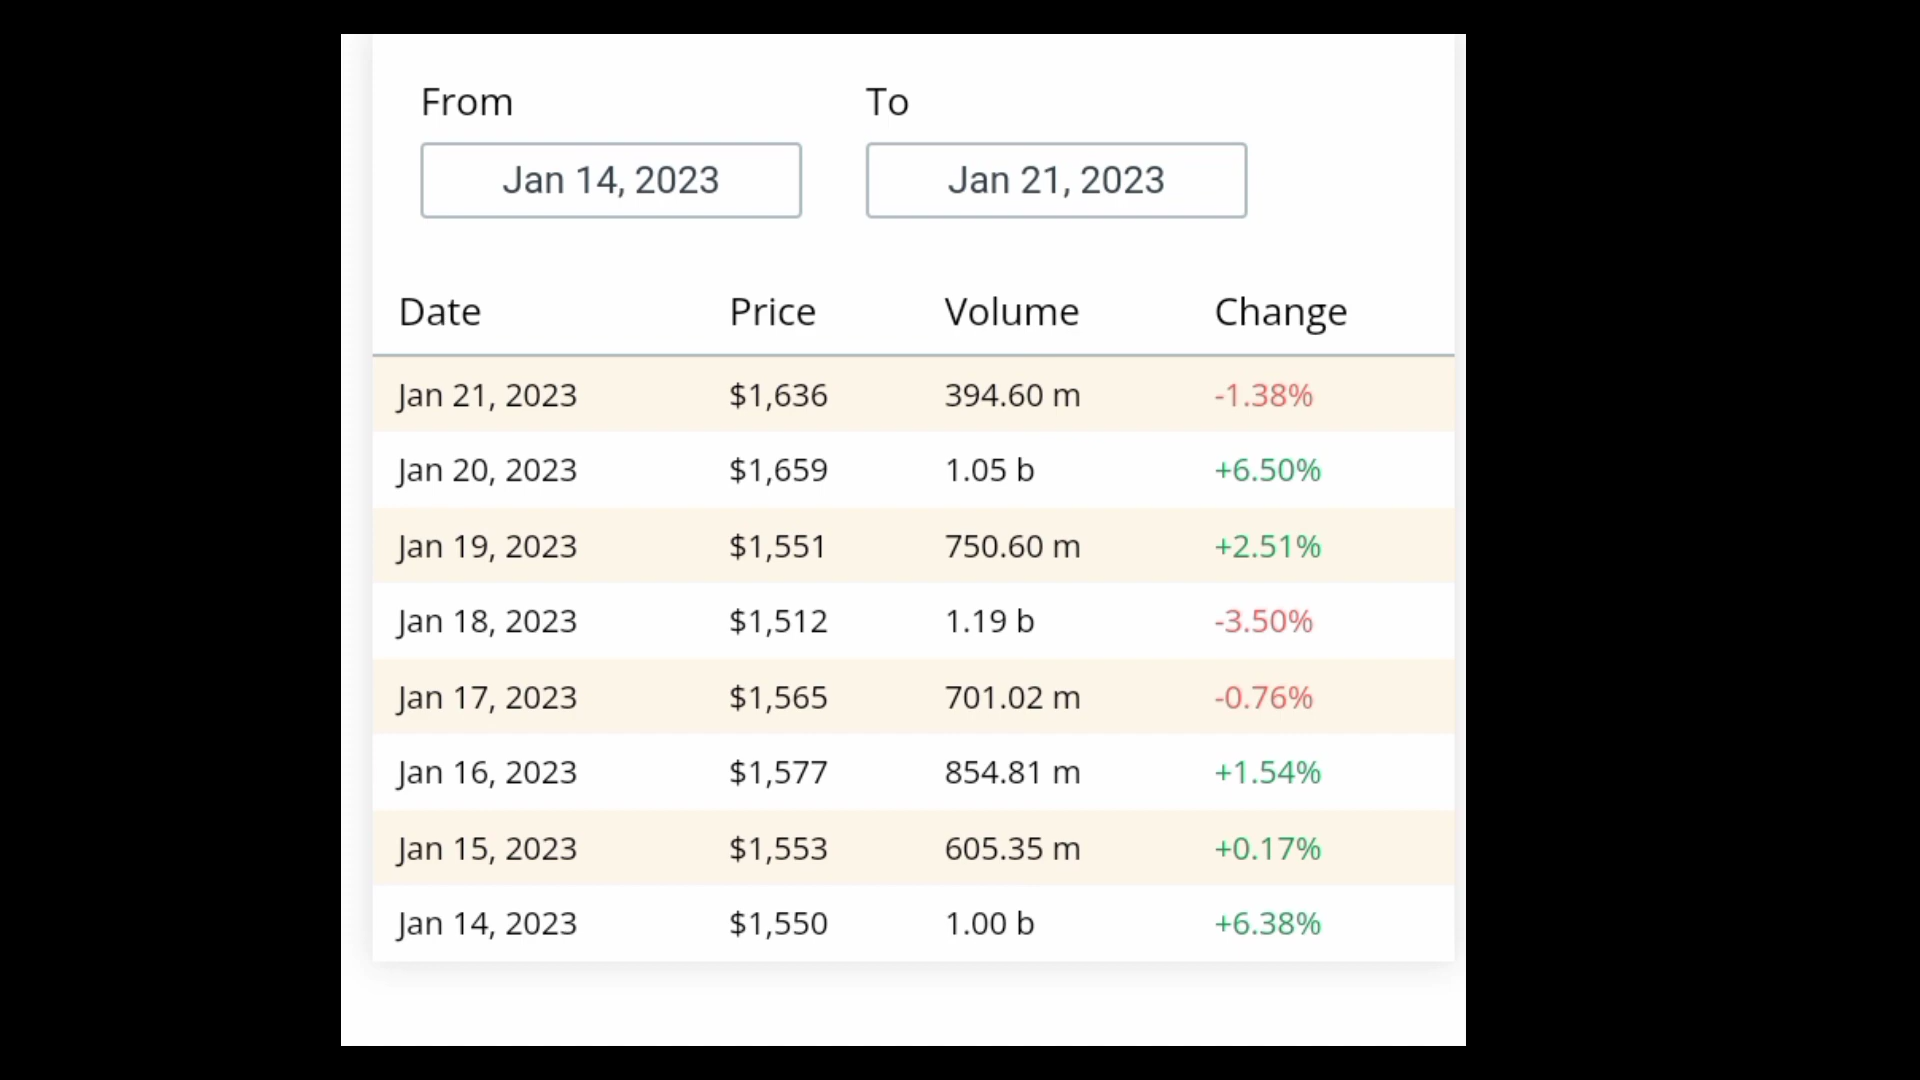 From To
Jan 14, 2023 Jan 21, 2023
Date Price Volume Change
Jan 21, 2023 $1,636 394.60 m -1.38%
Jan 20, 2023 $1,659 1.05 b +6.50%
Jan 19, 2023 $1,551 750.60 m +2.51%
Jan 18, 2023 $1,512 1.19 b -3.50%
Jan 17, 2023 $1,565 701.02 m -0.76%
Jan 16, 2023 $1,577 854.81 m +1.54%
Jan 15, 2023 $1,553 605.35 m +0.17%
Jan 14, 2023 $1,550 1.00 b +6.38%